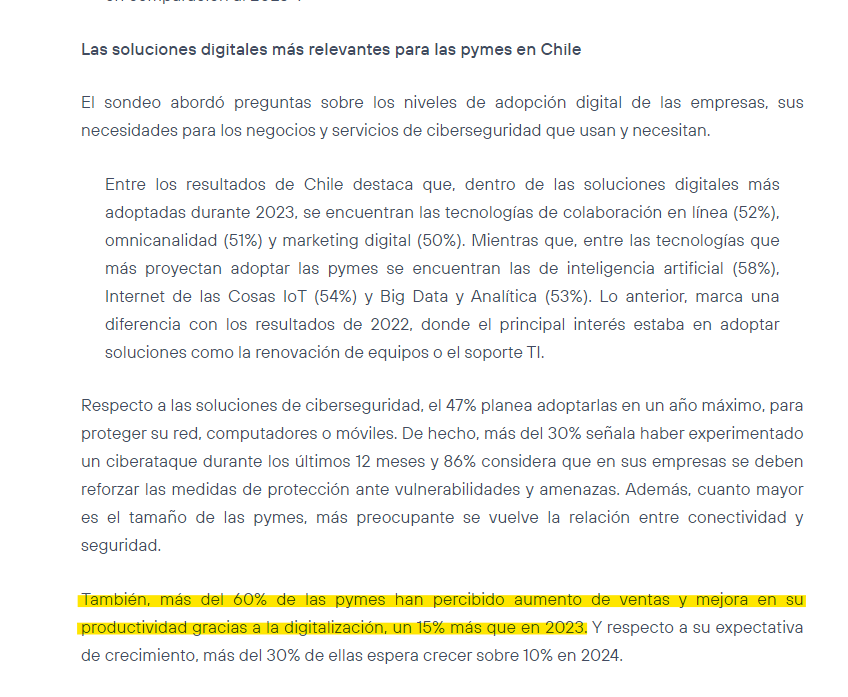 Las soluciones digitales más relevantes para las pymes en Chile
El sondeo abordó preguntas sobre los niveles de adopción digital de las empresas, sus
necesidades para los negocios y servicios de ciberseguridad que usan y necesitan.
Entre los resultados de Chile destaca que, dentro de las soluciones digitales más
adoptadas durante 2023, se encuentran las tecnologías de colaboración en línea (52%),
omnicanalidad (51%) y marketing digital (50%). Mientras que, entre las tecnologías que
más proyectan adoptar las pymes se encuentran las de inteligencia artificial (58%),
Internet de las Cosas IoT (54%) y Big Data y Analítica (53%). Lo anterior, marca una
diferencia con los resultados de 2022, donde el principal interés estaba en adoptar
soluciones como la renovación de equipos o el soporte TI.
Respecto a las soluciones de ciberseguridad, el 47% planea adoptarlas en un año máximo, para
proteger su red, computadores o móviles. De hecho, más del 30% señala haber experimentado
un ciberataque durante los últimos 12 meses y 86% considera que en sus empresas se deben
reforzar las medidas de protección ante vulnerabilidades y amenazas. Además, cuanto mayor
es el tamaño de las pymes, más preocupante se vuelve la relación entre conectividad y
seguridad.
También, más del 60% de las pymes han percibido aumento de ventas y mejora en su
productividad gracias a la digitalización, un 15% más que en 2023. Y respecto a su expectativa
de crecimiento, más del 30% de ellas espera crecer sobre 10% en 2024.